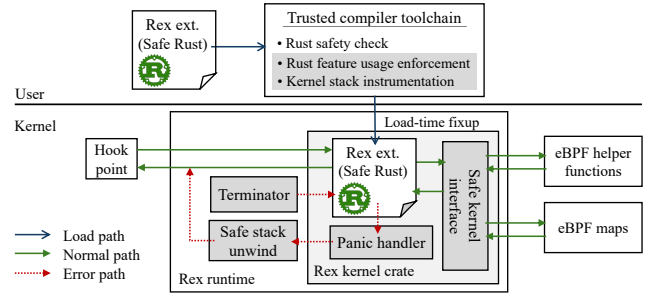 Rex ext.
(Safe Rust)
Trusted compiler toolchain
• Rust safety check
• Rust feature usage enforcement
• Kernel stack instrumentation
User
Kernel
Load-time fixup
Hook
point
Rex ext.
(Safe Rust)
Safe kernel
interface
eBPF helper
functions
Terminator
Safe stack
unwind
Panic handler
eBPF maps
Load path
Normal path
Error path
Rex runtime
Rex kernel crate